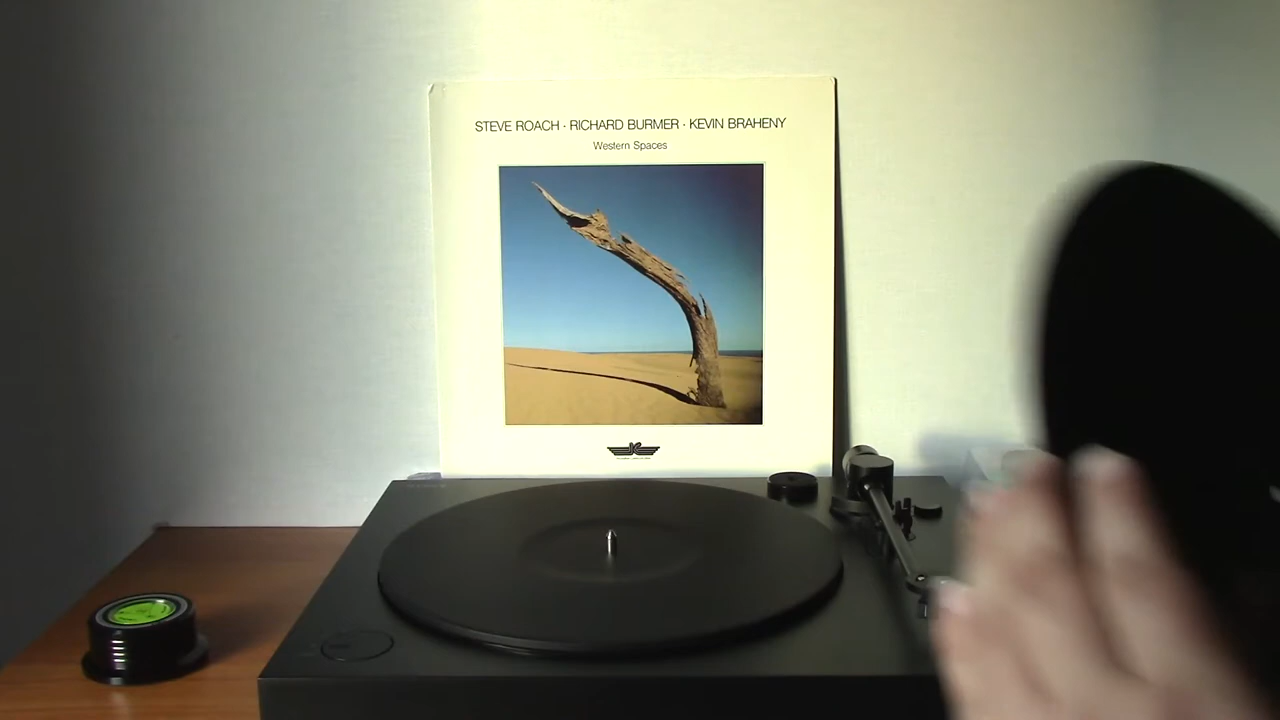 STEVE ROACH · RICHARD BURMER · KEVIN BRAHENY
Western Spaces